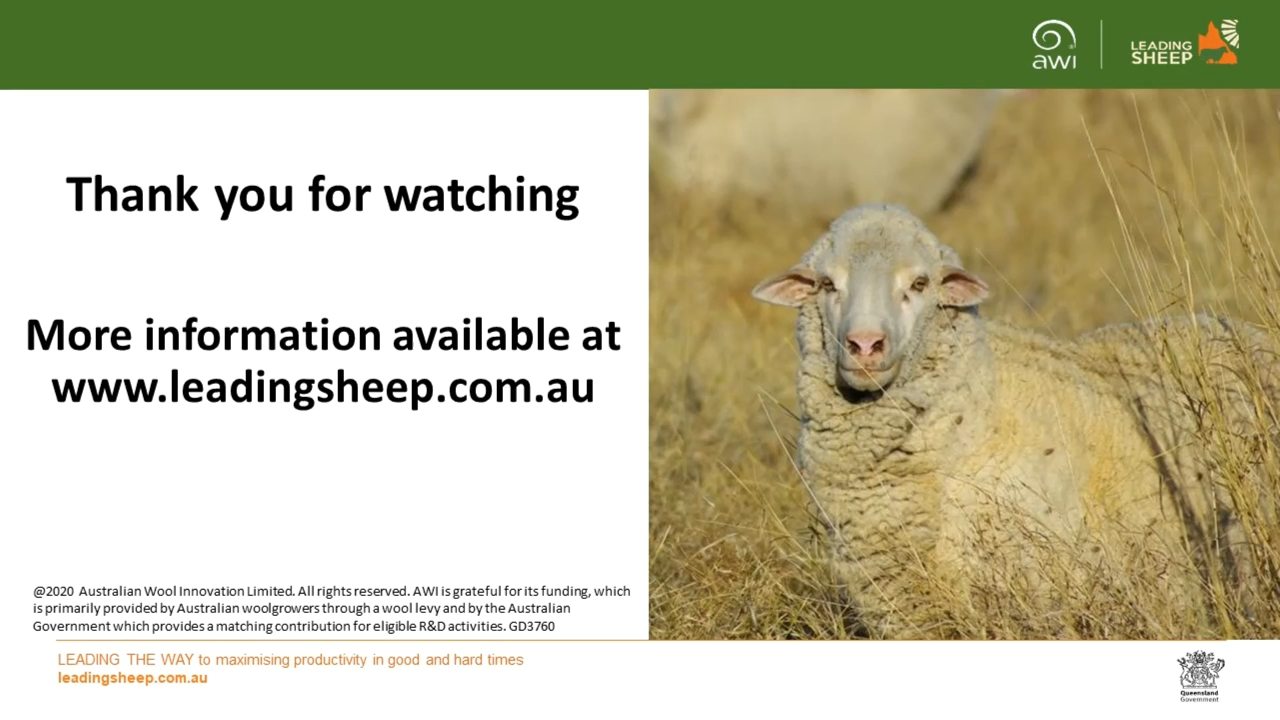 awi
LEADING
SHEEP
Thank you for watching
More information available at
www.leadingsheep.com.au
@2020 Australian Wool Innovation Limited. All rights reserved. AWI is grateful for its funding, which
is primarily provided by Australian woolgrowers through a wool levy and by the Australian
Government which provides a matching contribution for eligible R&D activities. GD3760
LEADING THE WAY to maximising productivity in good and hard times
leadingsheep.com.au
Queensland
Government